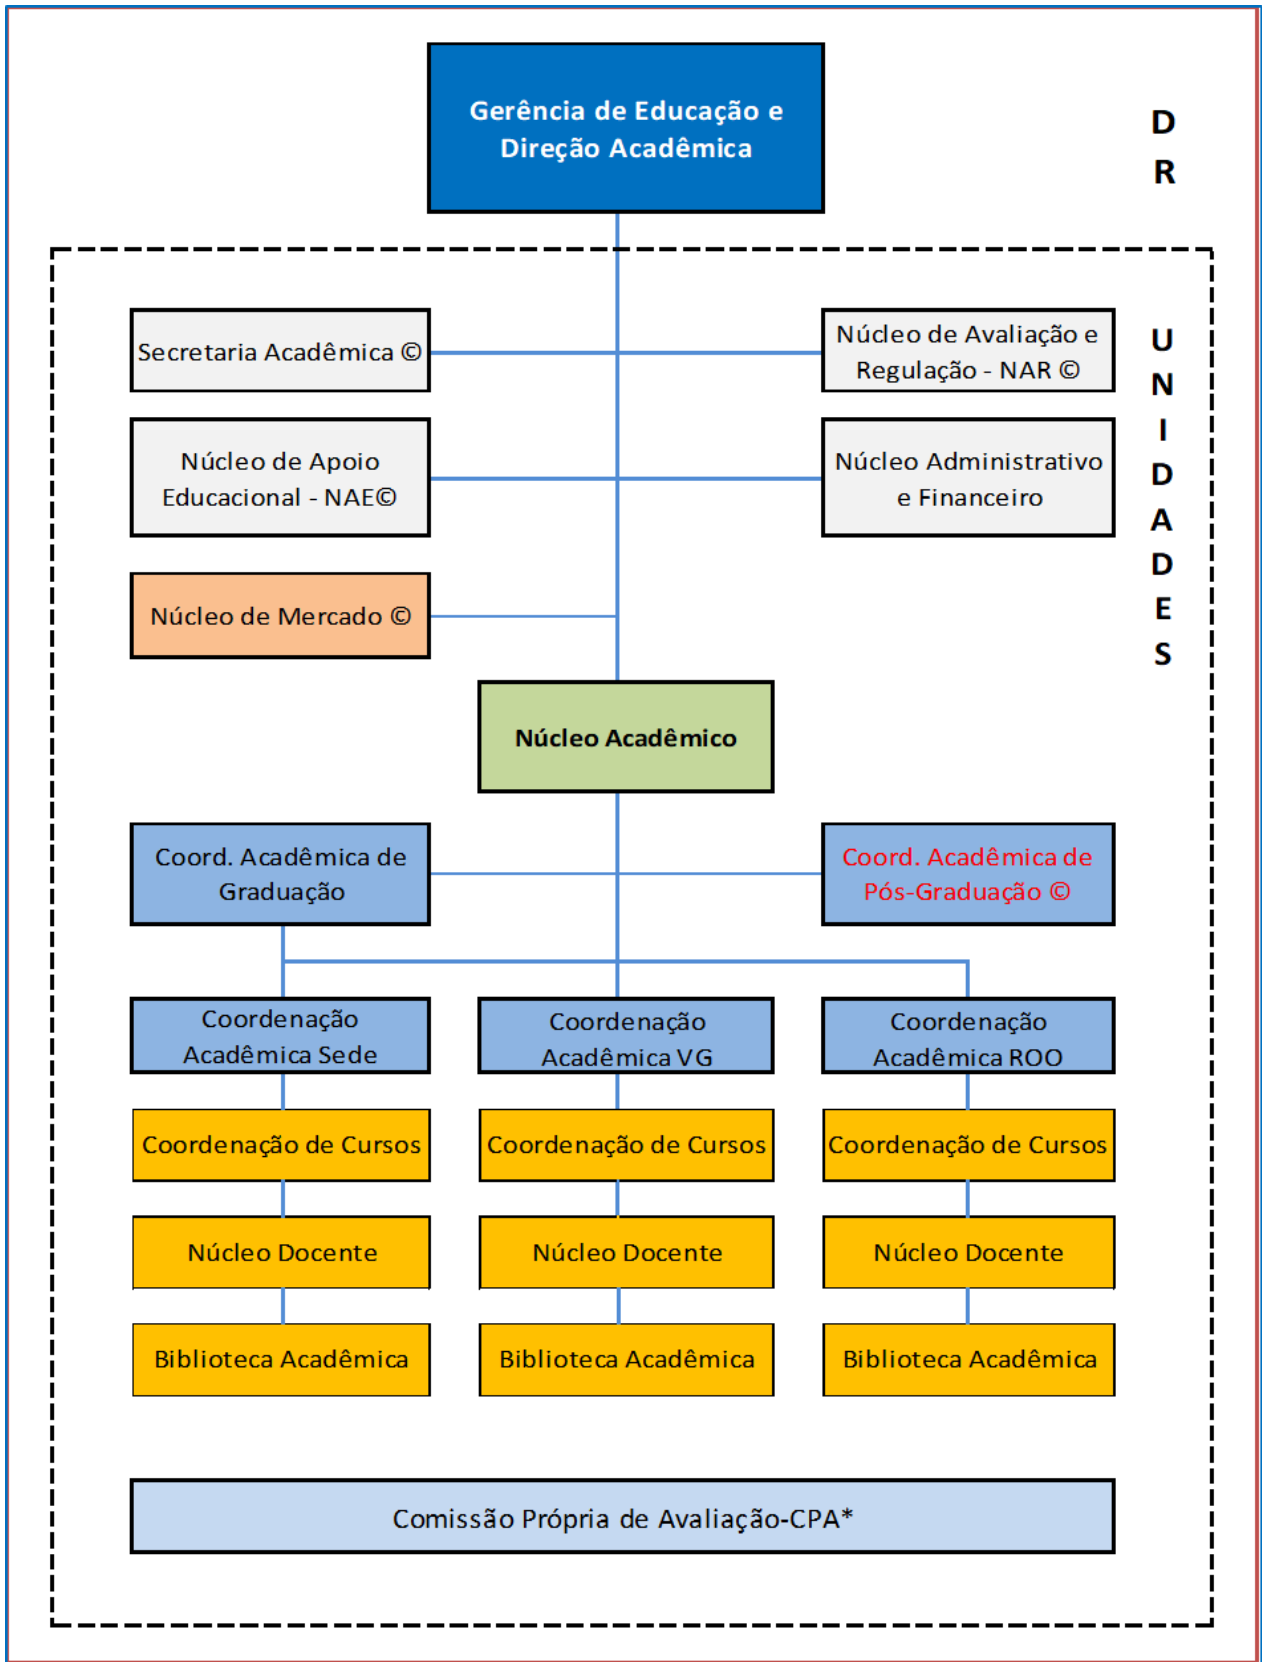 Gerência de Educação e
Direção Acadêmica
D
R
Secretaria Acadêmica ©
Núcleo de Avaliação e
Regulação - NAR ©
U
N
I
D
A
D
E
S
Núcleo de Apoio
Educacional - NAE©
Núcleo Administrativo
e Financeiro
Núcleo de Mercado ©
Núcleo Acadêmico
Coord. Acadêmica de
Graduação
Coord. Acadêmica de
Pós-Graduação ©
Coordenação
Acadêmica Sede
Coordenação
Acadêmica VG
Coordenação
Acadêmica ROO
Coordenação de Cursos
Coordenação de Cursos
Coordenação de Cursos
Núcleo Docente
Núcleo Docente
Núcleo Docente
Biblioteca Acadêmica
Biblioteca Acadêmica
Biblioteca Acadêmica
Comissão Própria de Avaliação-CPA*